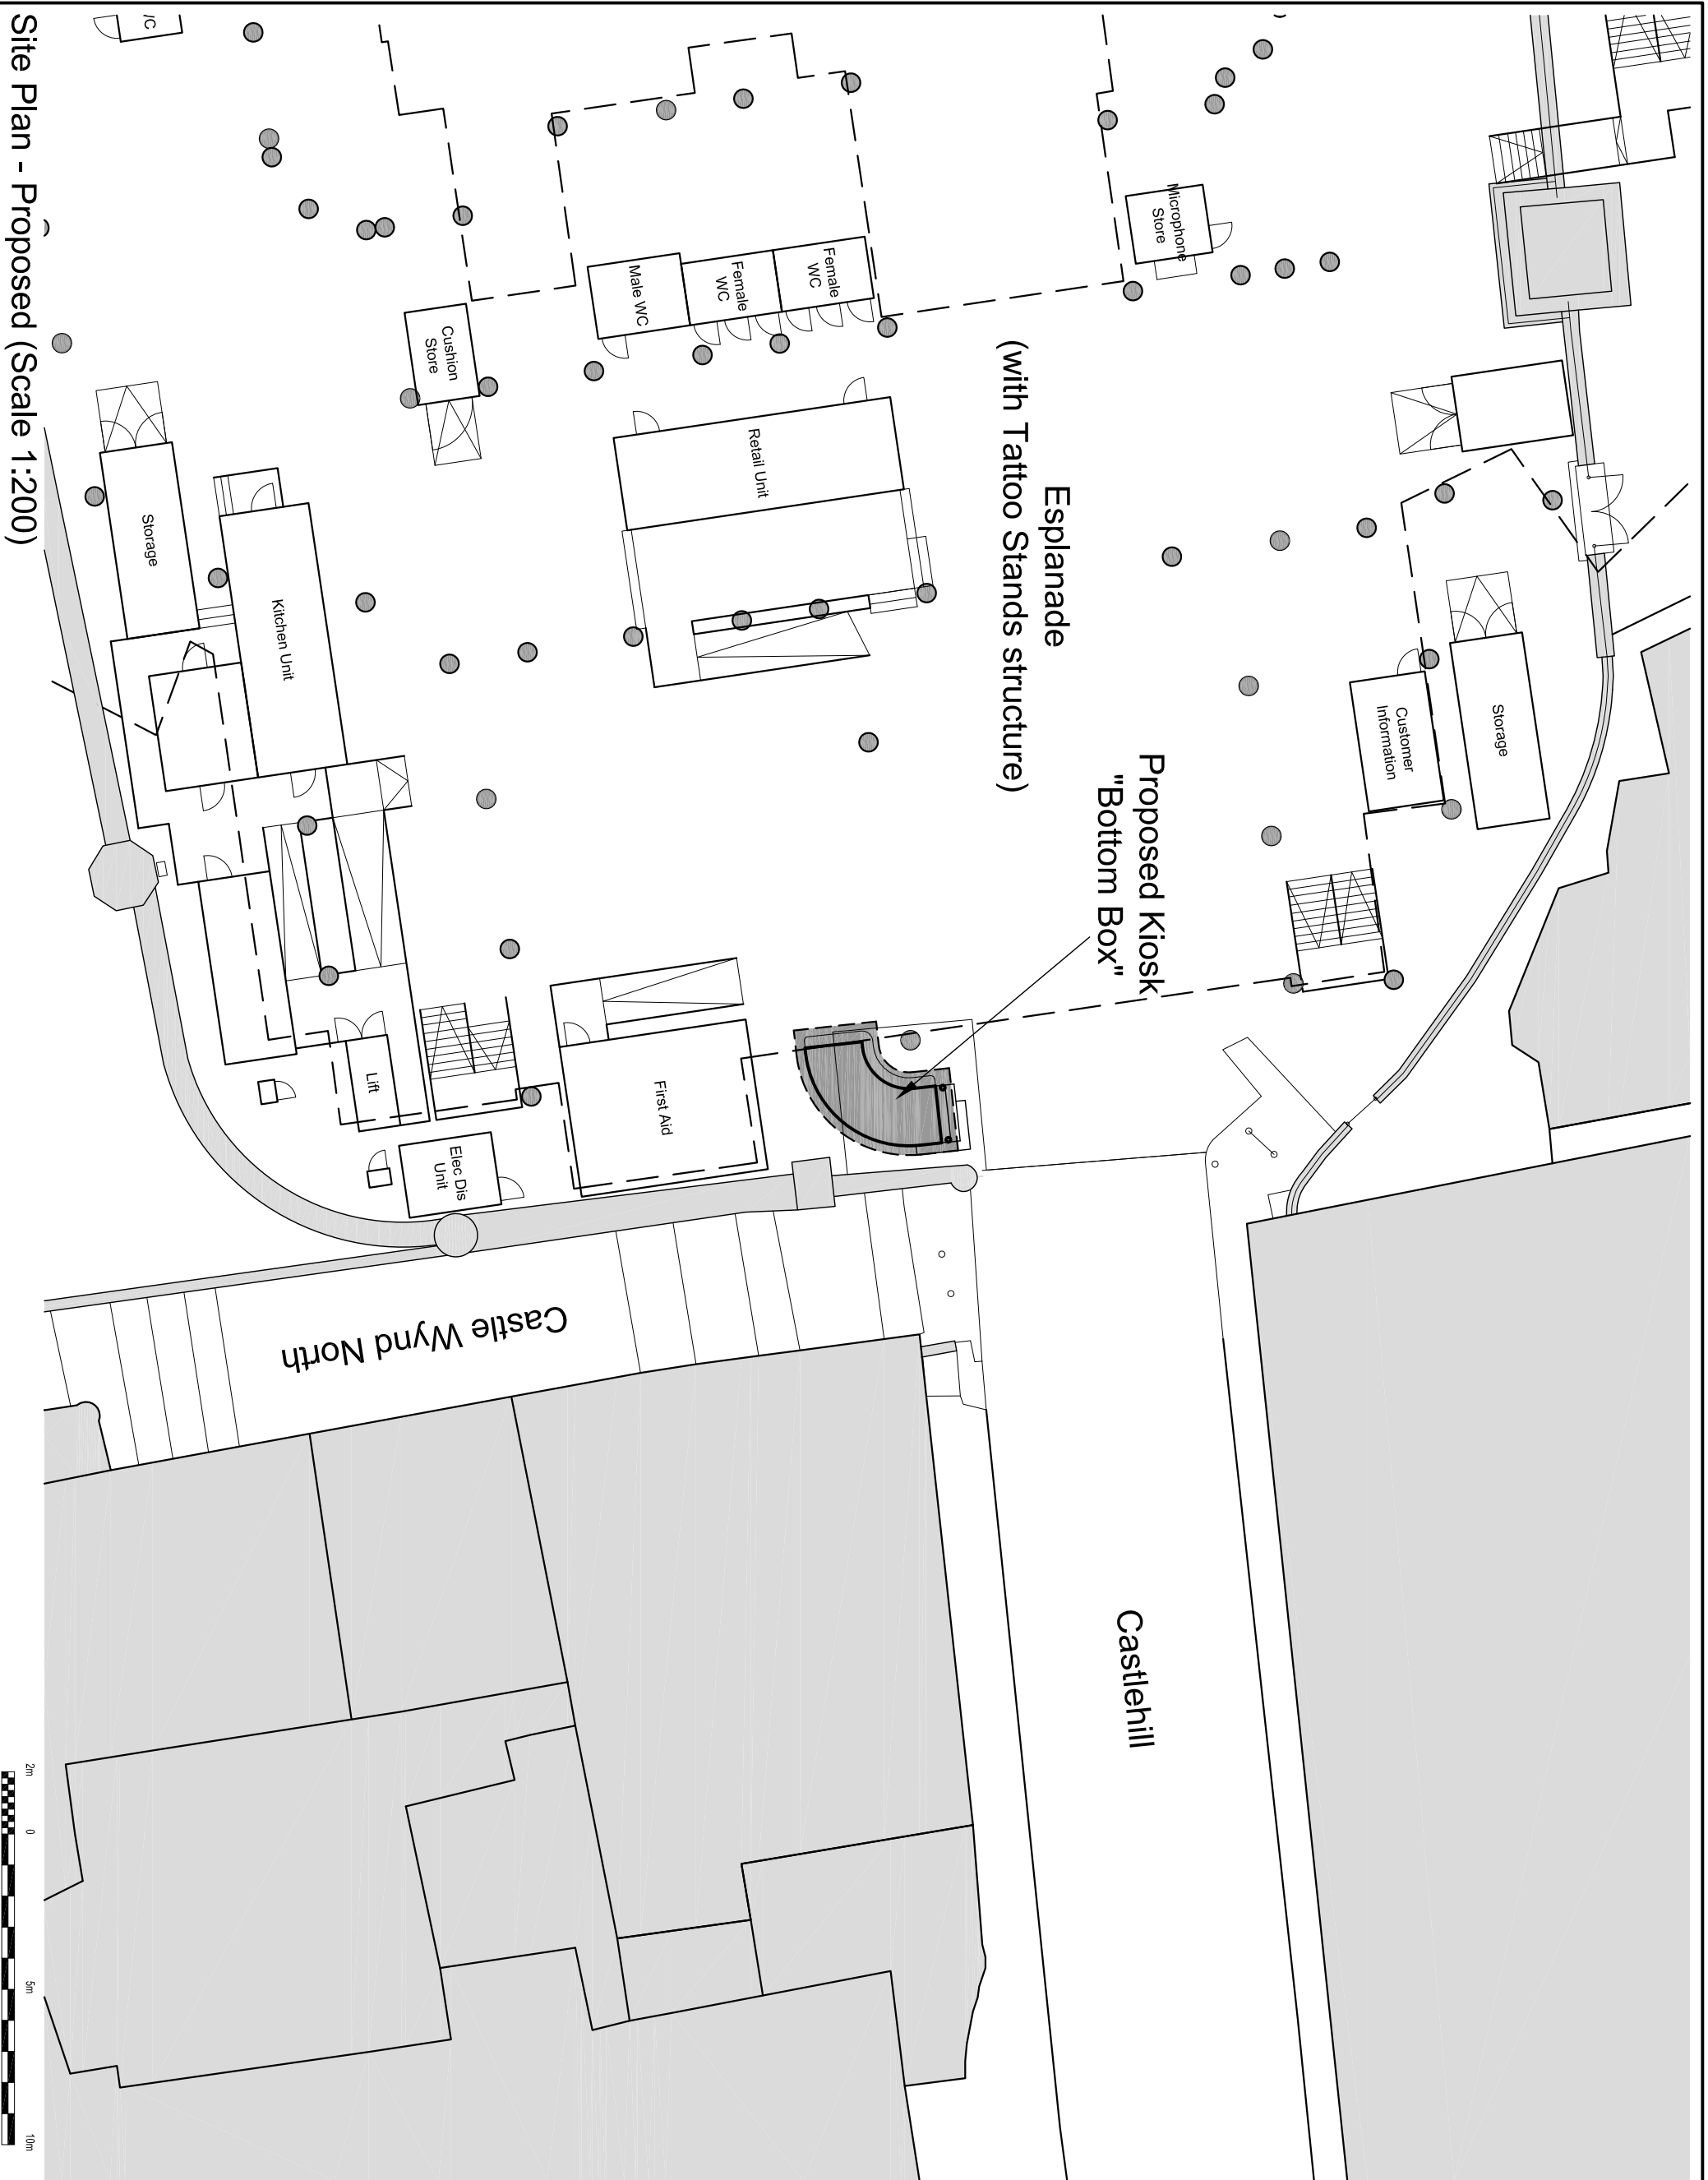 /C
Microphone
Store
Female
WC
Female
WC
Male WC
Cushion
Store
Retail Unit
Esplanade
(with Tattoo Stands structure)
Storage
Customer
Information
Storage
Kitchen Unit
Proposed Kiosk
"Bottom Box"
First Aid
Lift
Elec Dis
Unit
Castle Wynd North
Castlehill
Site Plan - Proposed (Scale 1:200)
2m 0 5m 10m